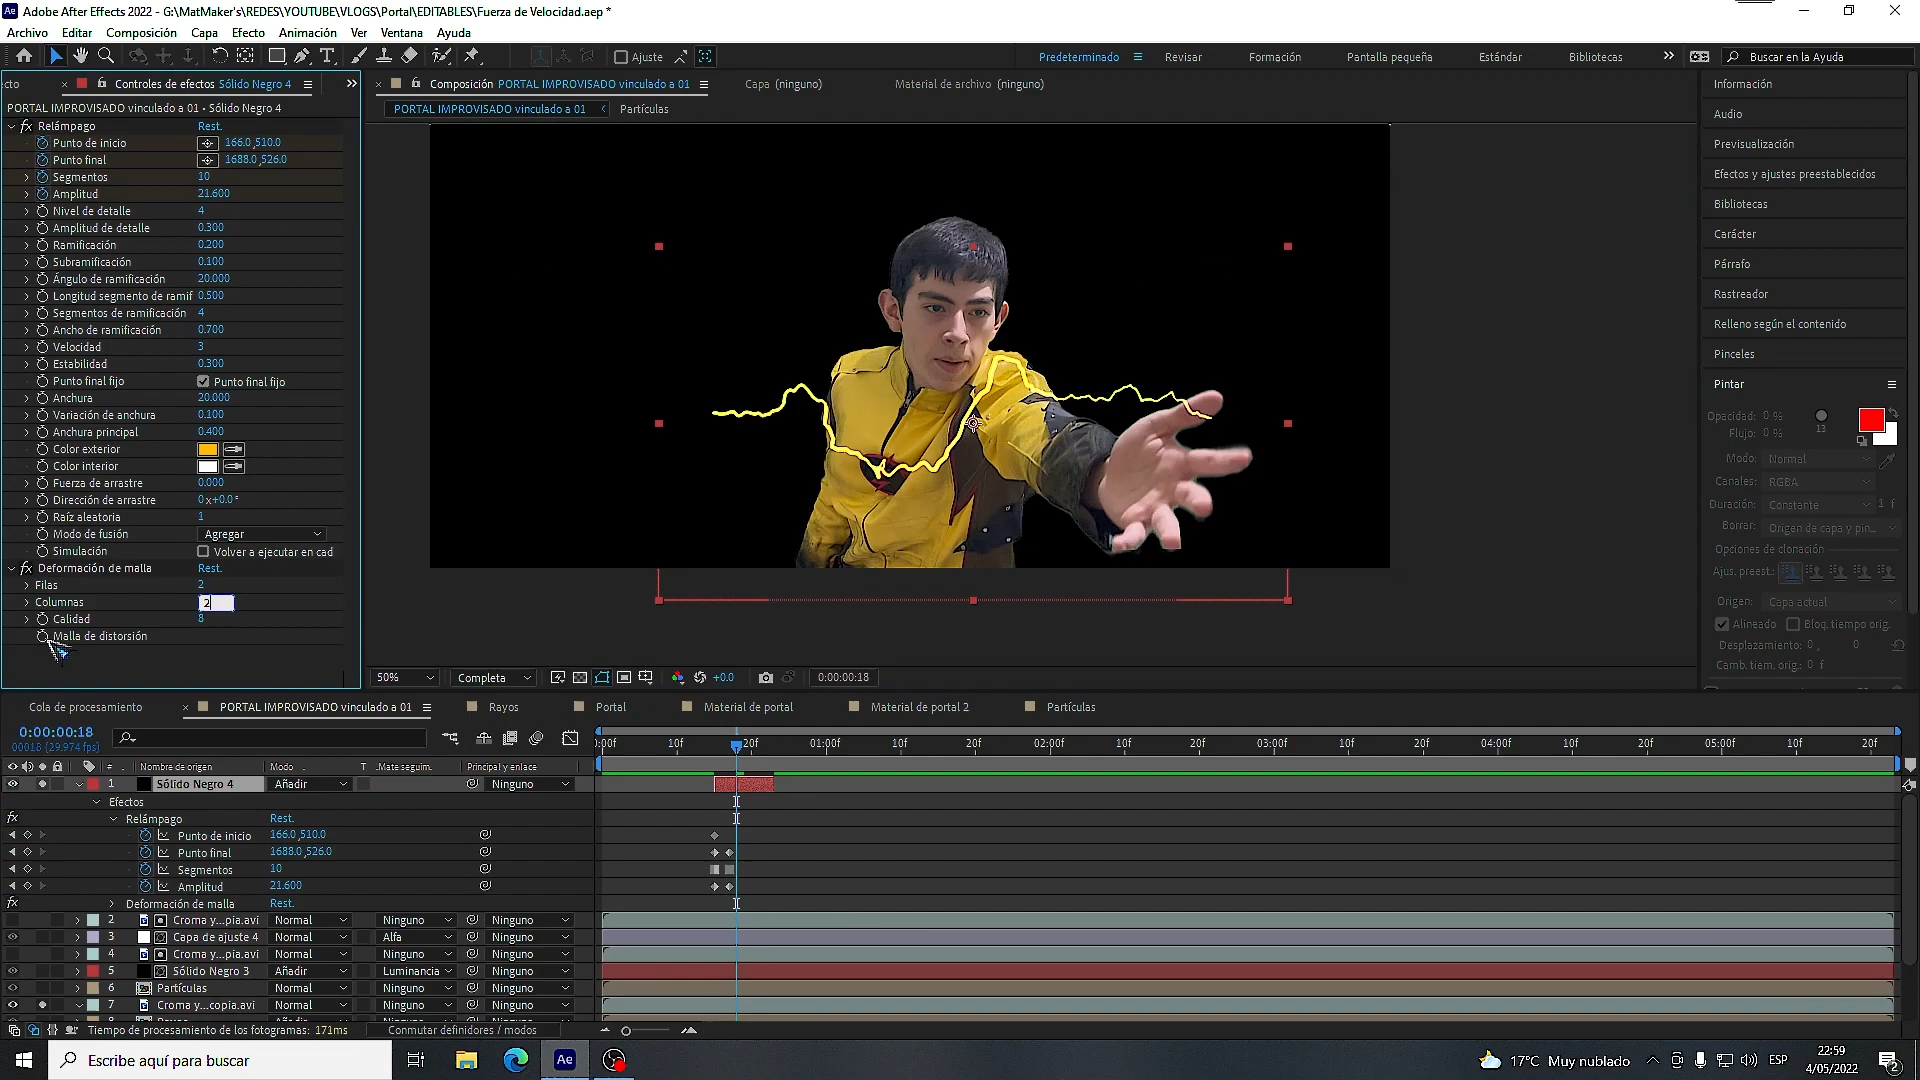 Adobe After Effects 2022 - G:\MatMaker's\REDES\YOUTUBE\VLOGS\Portal\EDITABLES\Fuerza de Velocidad.aep *
Archivo Editar Composición Capa Efecto Animación Ver Ventana Ayuda
Ajuste
Predeterminado Revisar Formación Pantalla pequeña Estándar Bibliotecas Buscar en la Ayuda
cto Controles de efectos Sólido Negro 4
PORTAL IMPROVISADO vinculado a 01 • Sólido Negro 4
Relámpago Rest.
Punto de inicio 166.0,510.0
Punto final 1688.0,526.0
Segmentos 10
Amplitud 21.600
Nivel de detalle 4
Amplitud de detalle 0.300
Ramificación 0.200
Subramificación 0.100
Ángulo de ramificación 20.000
Longitud segmento de ramif 0.500
Segmentos de ramificación 4
Ancho de ramificación 0.700
Velocidad 3
Estabilidad 0.300
Punto final fijo Punto final fijo
Anchura 20.000
Variación de anchura 0.100
Anchura principal 0.400
Color exterior
Color interior
Fuerza de arrastre 0.000
Dirección de arrastre 0x+0.0°
Raíz aleatoria 1
Modo de fusión Agregar
Simulación Volver a ejecutar en cad
Deformación de malla Rest.
Filas 2
Columnas 2
Calidad 8
Malla de distorsión
Composición PORTAL IMPROVISADO vinculado a 01 Capa (ninguno) Material de archivo (ninguno)
PORTAL IMPROVISADO vinculado a 01 Partículas
50% Completa +0.0 0:00:00:18
Información
Audio
Previsualización
Efectos y ajustes preestablecidos
Bibliotecas
Carácter
Párrafo
Rastreador
Relleno según el contenido
Pinceles
Pintar
Opacidad: 0 %
Flujo: 0 %
13
Modo: Normal
Canales: RGBA
Duración: Constante 1 f
Borrar: Origen de capa y pin...
Opciones de clonación
Ajus. preest.:
Origen: Capa actual
Alineado Bloq. tiempo orig.
Desplazamiento: 0 , 0
Camb. tiem. orig.: 0 f
Cola de procesamiento PORTAL IMPROVISADO vinculado a 01 Rayos Portal Material de portal Material de portal 2 Partículas
0:00:00:18
00018 (29.974 fps)
0:00f 10f 20f 01:00f 10f 20f 02:00f 10f 20f 03:00f 10f 20f 04:00f 10f 20f 05:00f 10f 20f
# Nombre de origen Modo T .Mate seguim. Principal y enlace
1 Sólido Negro 4 Añadir Ninguno
Efectos
fx Relámpago Rest.
Punto de inicio 166.0,510.0
Punto final 1688.0,526.0
Segmentos 10
Amplitud 21.600
fx Deformación de malla Rest.
2 Croma y...pia.avi Normal Ninguno Ninguno
3 Capa de ajuste 4 Normal Alfa Ninguno
4 Croma y...pia.avi Normal Ninguno Ninguno
5 Sólido Negro 3 Añadir Luminancia Ninguno
6 Partículas Normal Ninguno Ninguno
7 Croma y...copia.avi Normal Ninguno Ninguno
Tiempo de procesamiento de los fotogramas: 171ms Conmutar definidores / modos
Escribe aquí para buscar
Ae
17°C Muy nublado
ESP
22:59
4/05/2022
2